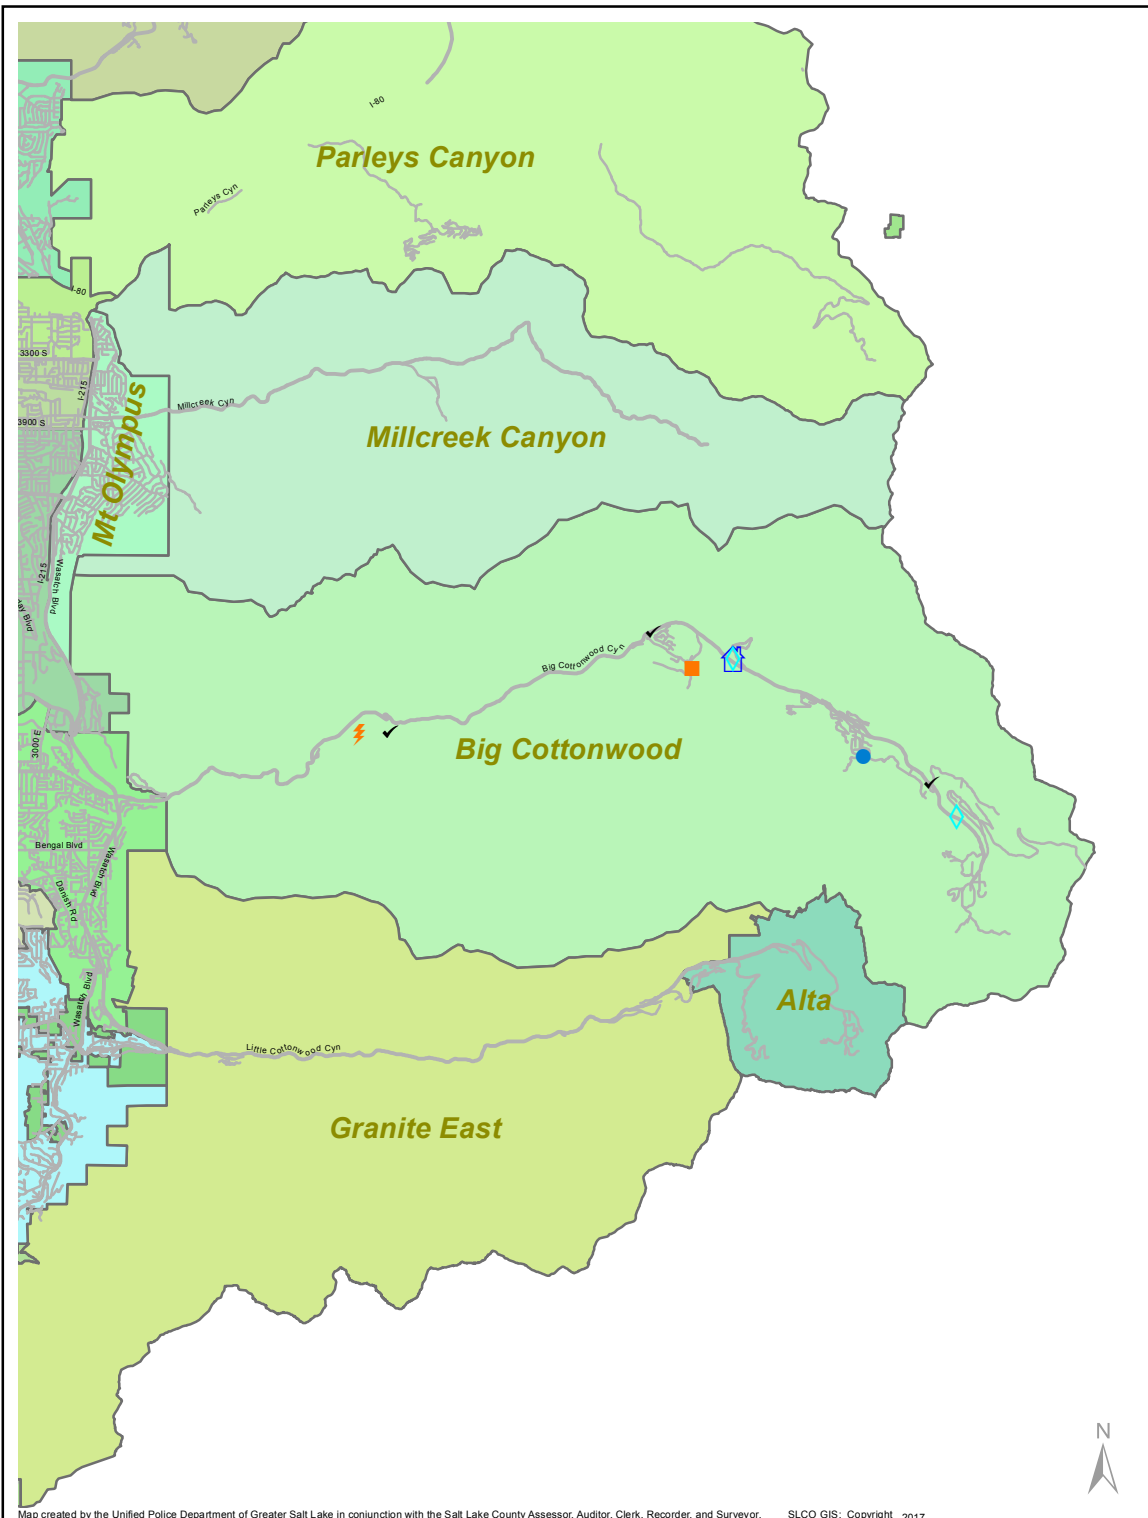 I-80
Parleys Canyon
Parleys Cyn
I-80
3300 S
I-215
Millcreek Cyn
3900 S
Mt Olympus
Millcreek Canyon
I-215
Wasatch Blvd
Blvd
Big Cottonwood Cyn
3000 E
Big Cottonwood
Bengal Blvd
Wasatch Blvd
Danish Rd
Wasatch Blvd
Alta
Little Cottonwood Cyn
Granite East
N
Map created by the Unified Police Department of Greater Salt Lake in conjunction with the Salt Lake County Assessor, Auditor, Clerk, Recorder, and Surveyor. SLCO GIS: Copyright 2017